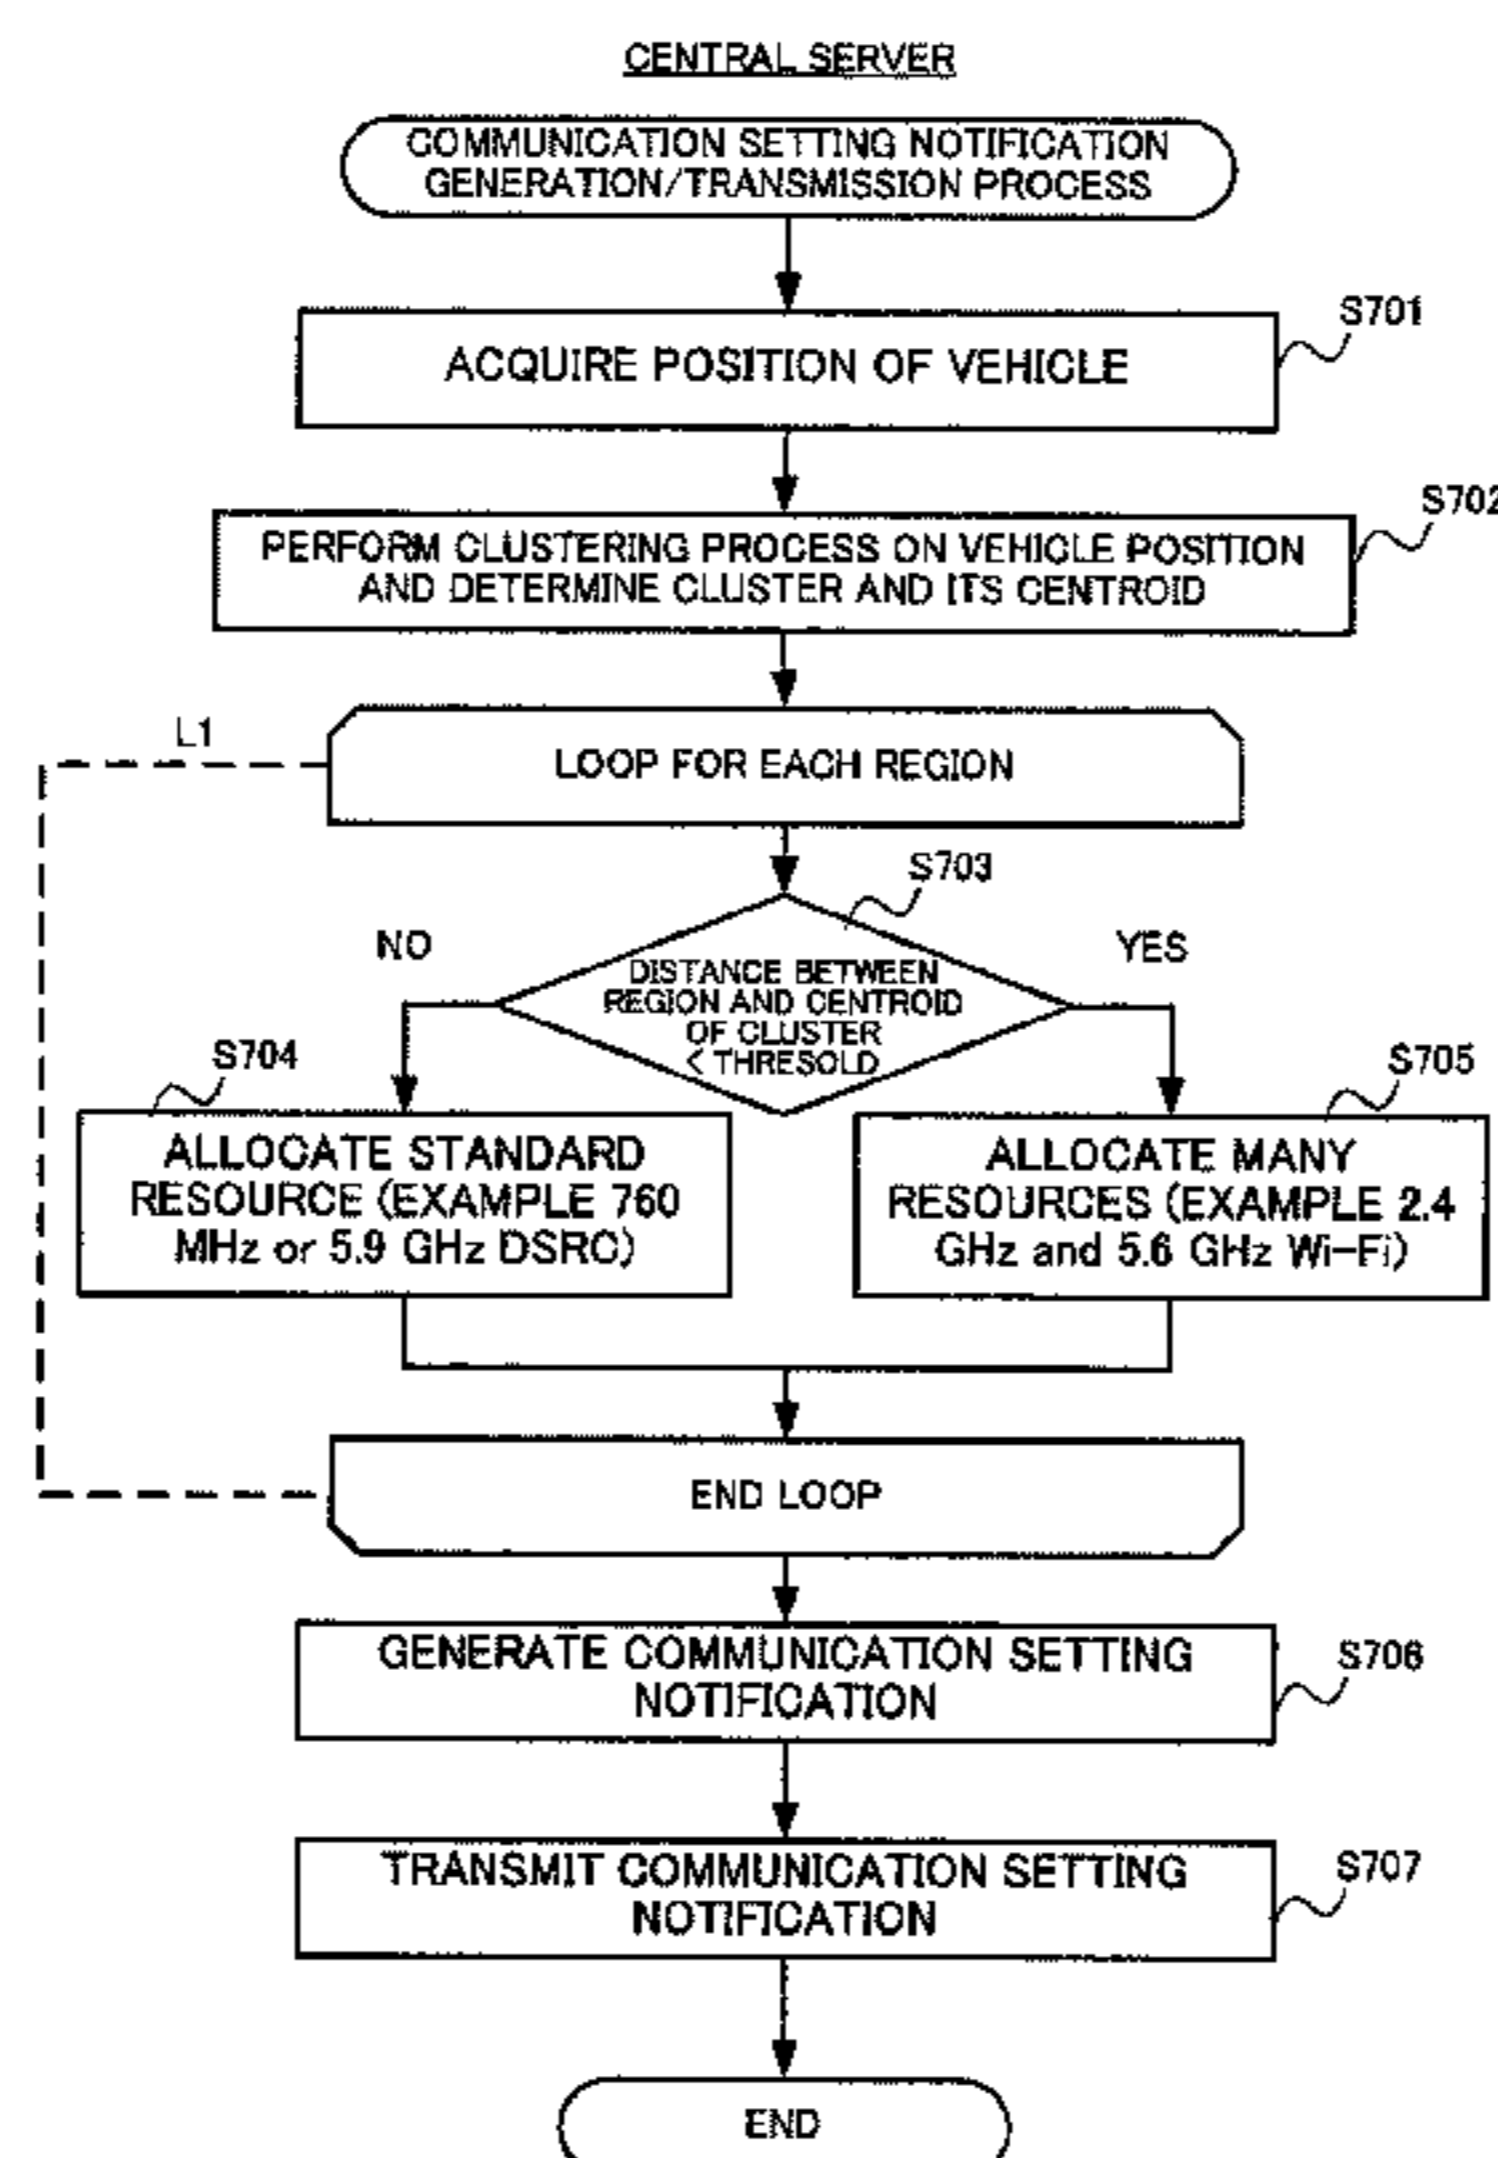 CENTRAL SERVER
COMMUNICATION SETTING NOTIFICATION
GENERATION/TRANSMISSION PROCESS
S701
ACQUIRE POSITION OF VEHICLE
S702
PERFORM CLUSTERING PROCESS ON VEHICLE POSITION
AND DETERMINE CLUSTER AND ITS CENTROID
L1
LOOP FOR EACH REGION
S703
NO
YES
DISTANCE BETWEEN
REGION AND CENTROID
OF CLUSTER
< THRESOLD
S704
S705
ALLOCATE STANDARD
RESOURCE (EXAMPLE 760
MHz or 5.9 GHz DSRC)
ALLOCATE MANY
RESOURCES (EXAMPLE 2.4
GHz and 5.6 GHz Wi-Fi)
END LOOP
GENERATE COMMUNICATION SETTING
NOTIFICATION
S706
TRANSMIT COMMUNICATION SETTING
NOTIFICATION
S707
END